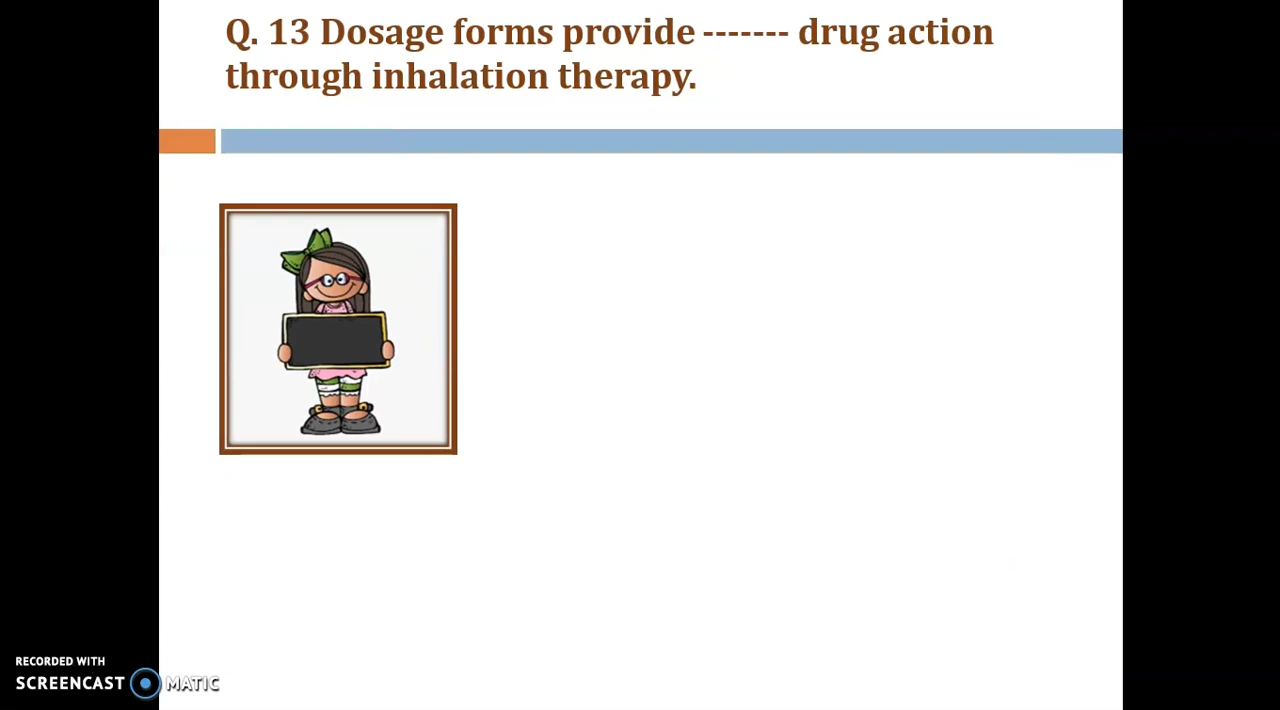 Q. 13 Dosage forms provide ------- drug action
through inhalation therapy.
RECORDED WITH
SCREENCAST MATIC